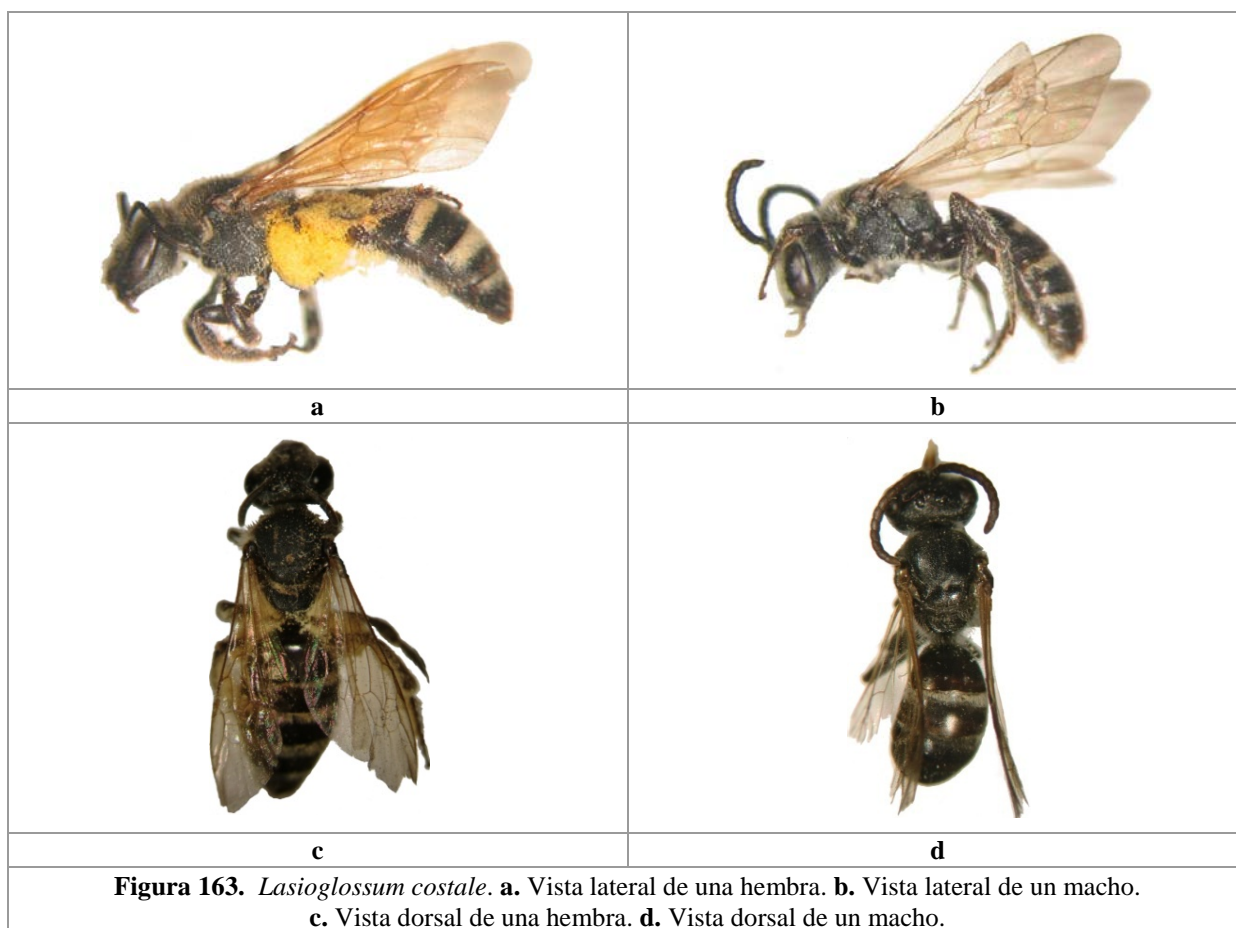 a
b
c
d
Figura 163. Lasioglossum costale. a. Vista lateral de una hembra. b. Vista lateral de un macho.
c. Vista dorsal de una hembra. d. Vista dorsal de un macho.